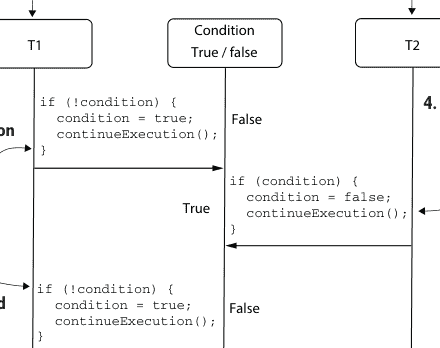 T1
Condition
True / false
T2
if (!condition) {
condition = true;
continueExecution();
}
False
4.
on
if (condition) {
condition = false;
continueExecution();
}
True
d
if (!condition) {
condition = true;
continueExecution();
}
False